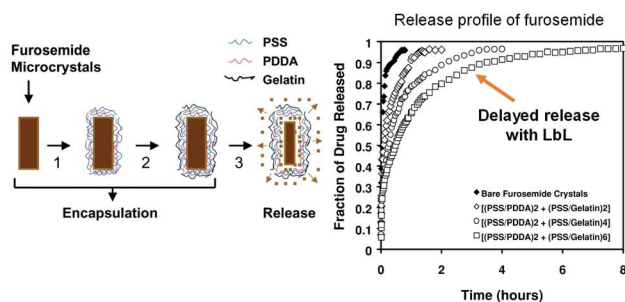 Furosemide
Microcrystals
PSS
PDDA
Gelatin
1
2
3
Encapsulation
Release
Release profile of furosemide
Fraction of Drug Released
1
0.9
0.8
0.7
0.6
0.5
0.4
0.3
0.2
0.1
0
Delayed release
with LbL
Bare Furosemide Crystals
[(PSS/PDDA)2 + (PSS/Gelatin)2]
[(PSS/PDDA)2 + (PSS/Gelatin)4]
[(PSS/PDDA)2 + (PSS/Gelatin)6]
0 2 4 6 8
Time (hours)